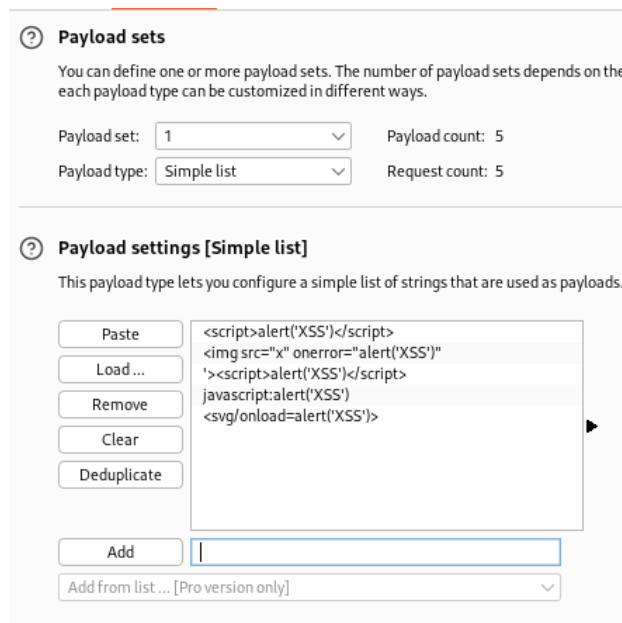 Payload sets
You can define one or more payload sets. The number of payload sets depends on the
each payload type can be customized in different ways.
Payload set: 1 Payload count: 5
Payload type: Simple list Request count: 5
Payload settings [Simple list]
This payload type lets you configure a simple list of strings that are used as payloads.
Paste
Load ...
Remove
Clear
Deduplicate
<script>alert('XSS')</script>
<img src="x" onerror="alert('XSS')"
'><script>alert('XSS')</script>
javascript:alert('XSS')
<svg/onload=alert('XSS')>
Add
Add from list ... [Pro version only]